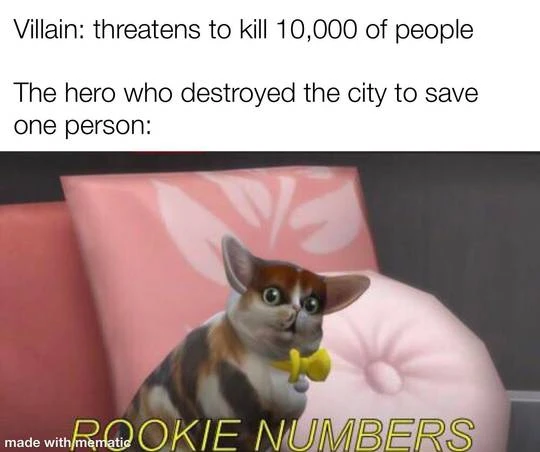 Villain: threatens to kill 10,000 of people
The hero who destroyed the city to save
one person:
ROOKIE NUMBERS
made with mematic